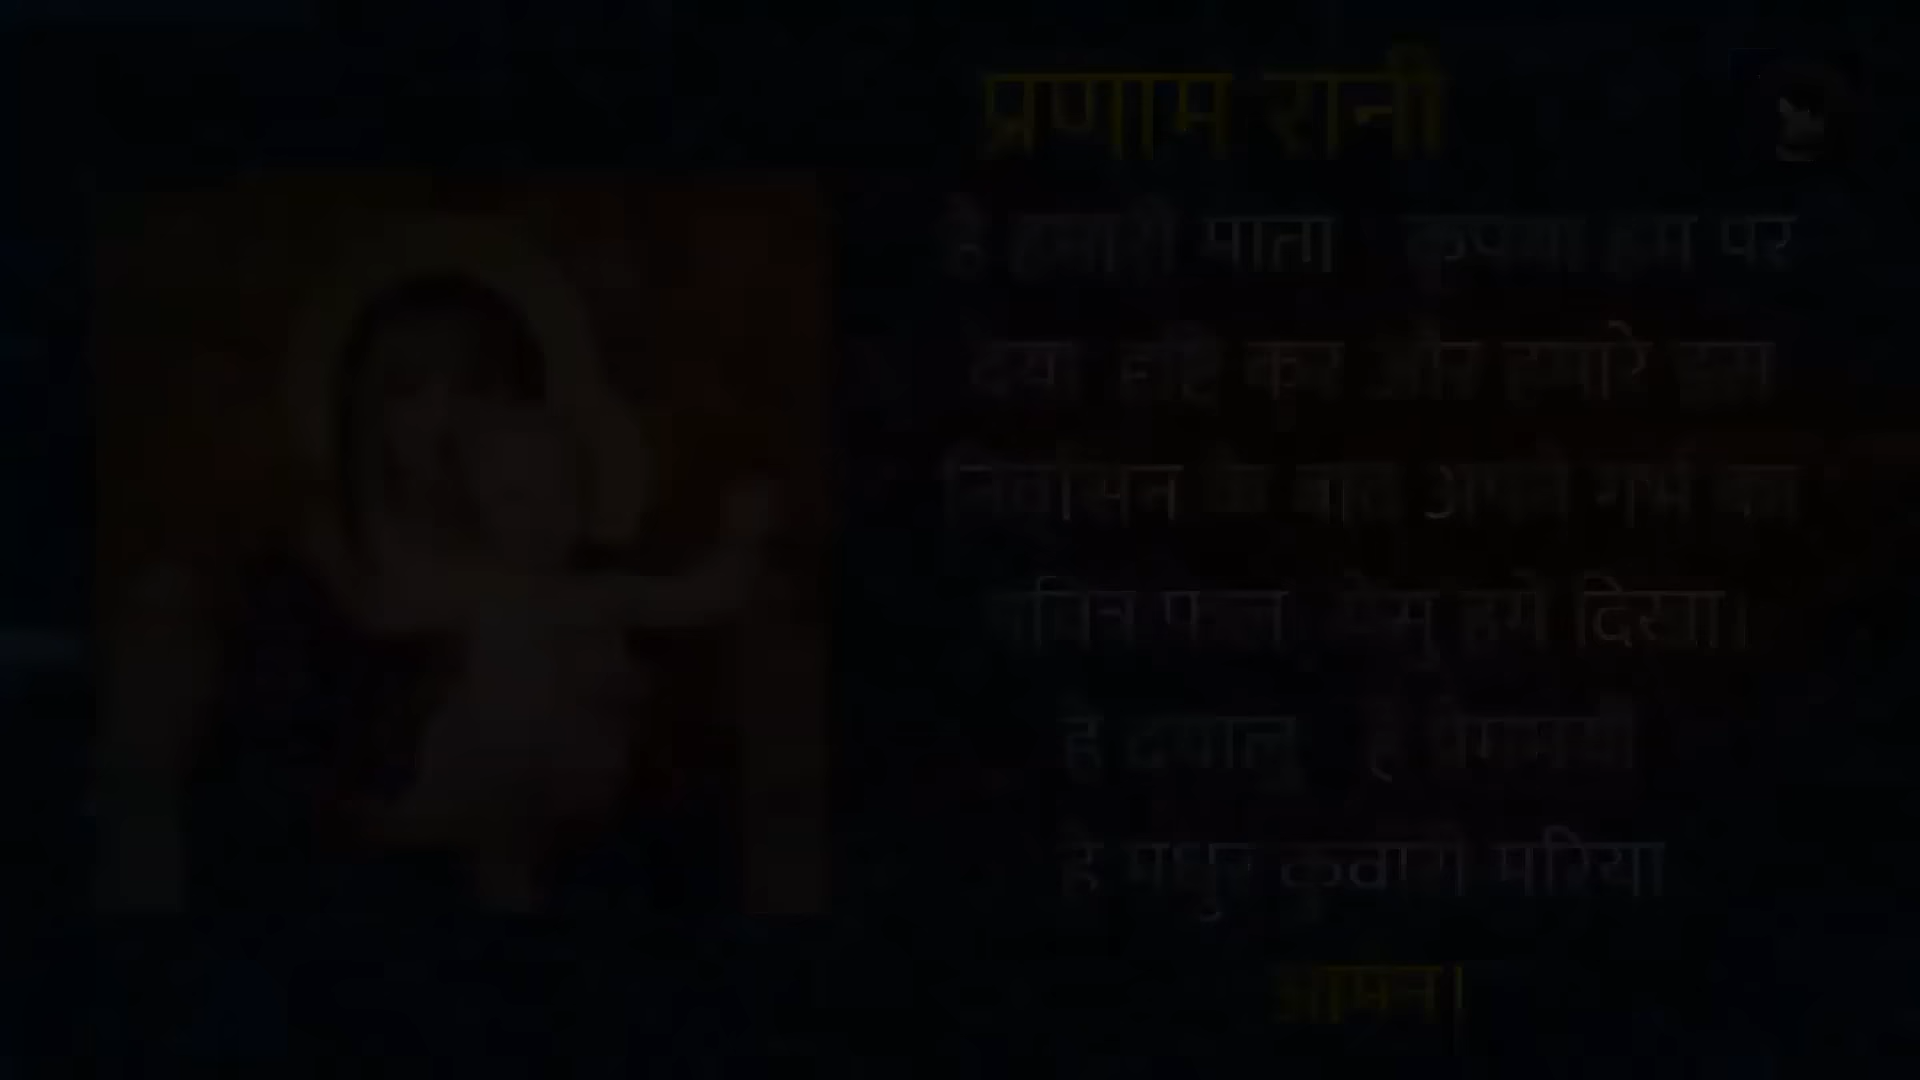 प्रणाम रानी
हे हमारी माता कृपया हम पर
दया दृष्टि कर और हमारे इस
निर्वासन के बाद अपने गर्भ का
पवित्र फल येसु हमें दिखा।
हे दयालु हे प्रेममयी
हे मधुर कुंवारी मरिया
आमेन।